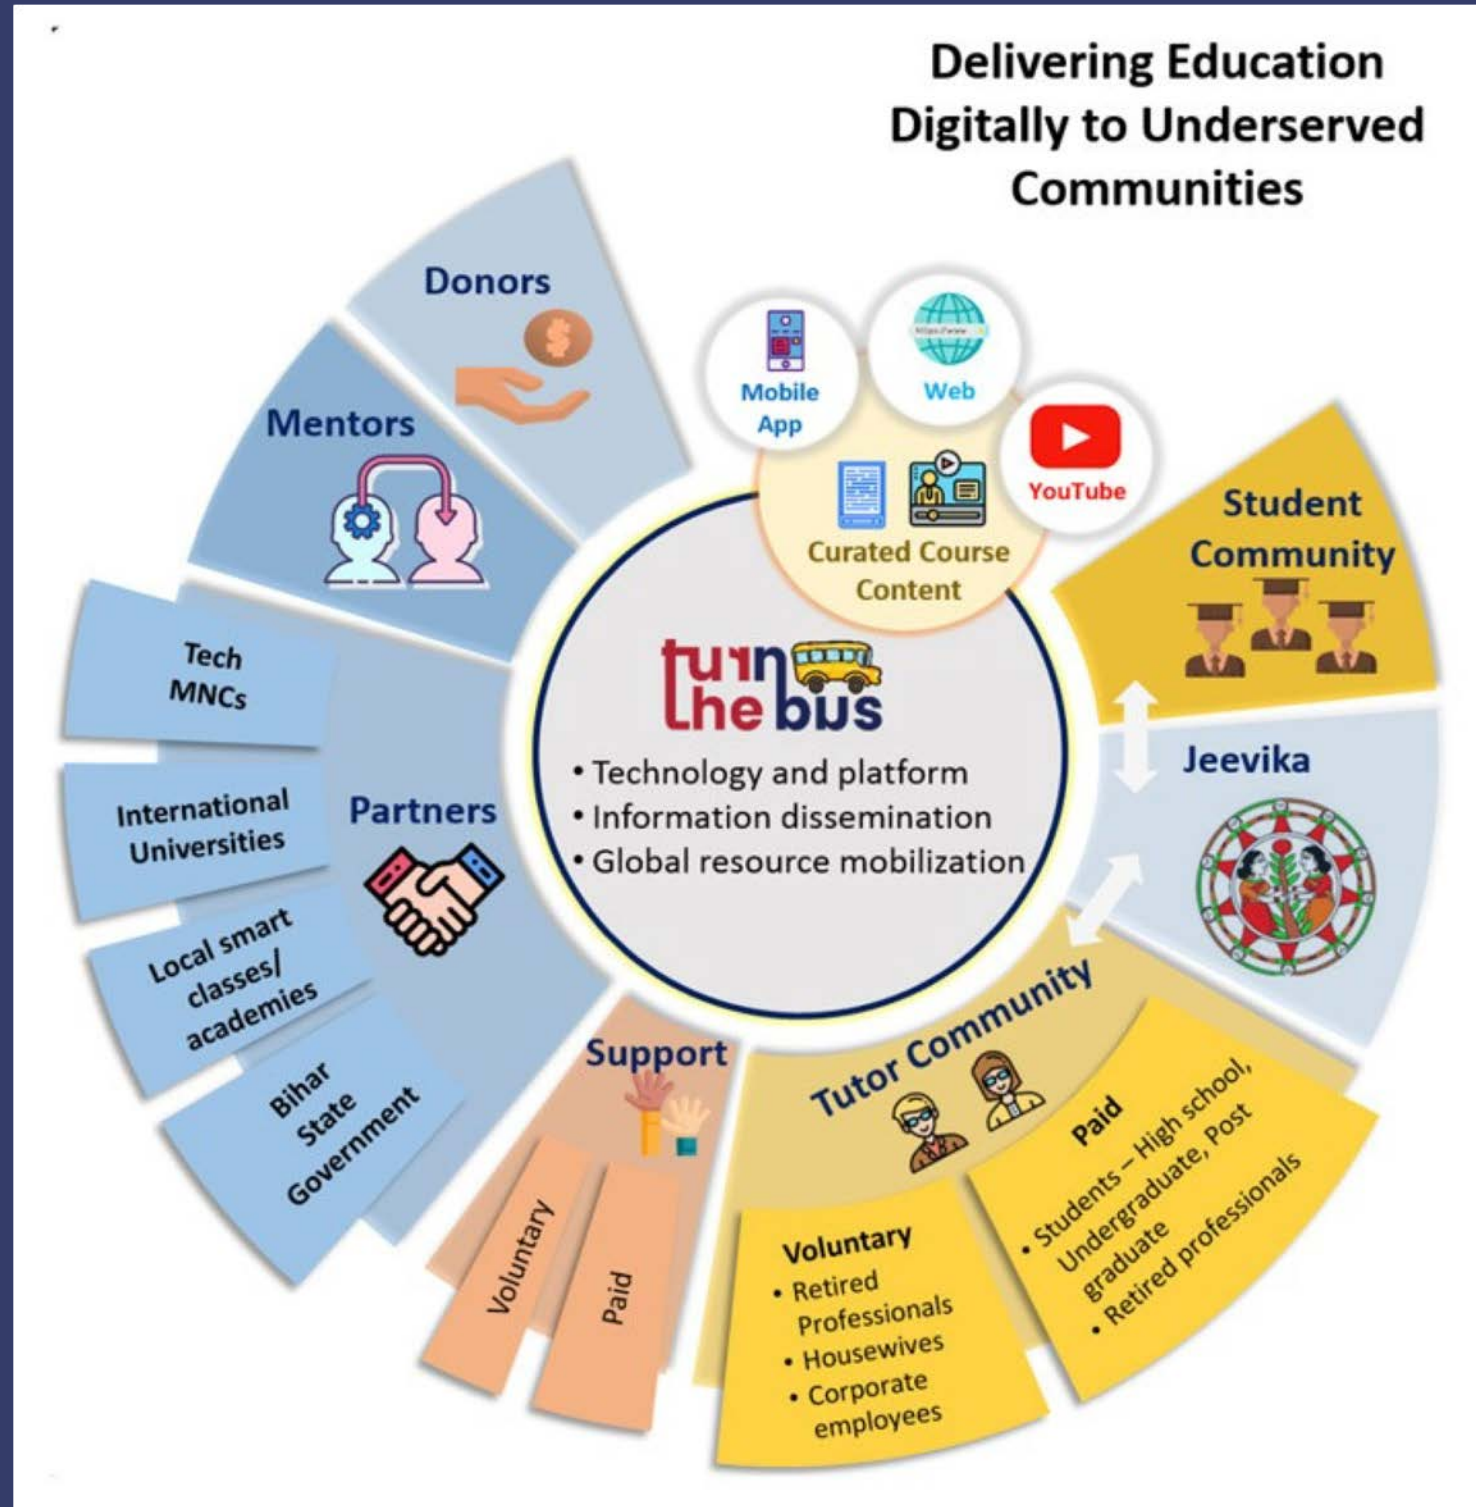 Delivering Education
Digitally to Underserved
Communities
Donors
Mentors
Mobile
App
Web
https://www
YouTube
Curated Course
Content
Student
Community
turn
the bus
• Technology and platform
• Information dissemination
• Global resource mobilization
Jeevika
Partners
Tech
MNCs
International
Universities
Local smart
classes/
academies
Bihar
State
Government
Support
Voluntary
Paid
Tutor Community
Voluntary
• Retired
Professionals
• Housewives
• Corporate
employees
Paid
• Students – High school,
Undergraduate, Post
graduate
• Retired professionals